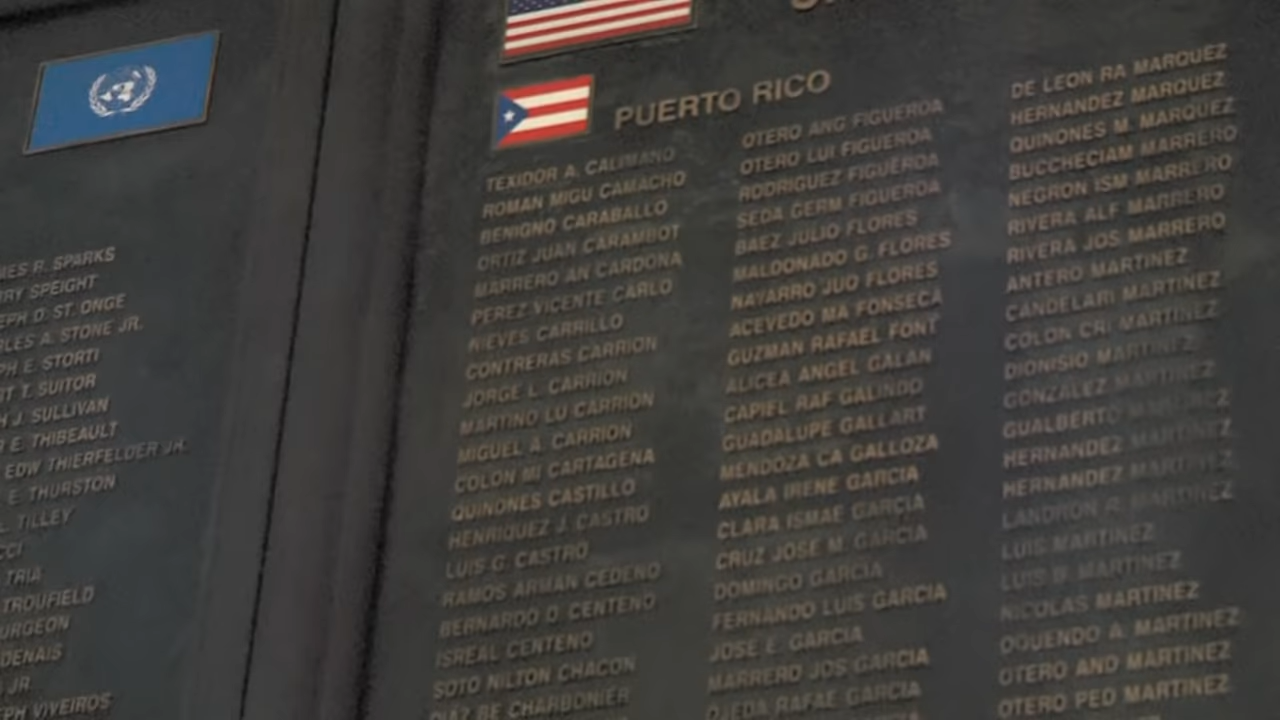 MES R. SPARKS
RY SPEIGHT
EPH D. ST. ONGE
RLES A. STONE JR.
PH E. STORTI
RT T. SUITOR
H J. SULLIVAN
R E. THIBEAULT
EDW THIERFELDER JR.
E. THURSTON
L. TILLEY
CCI
TRIA
TROUFIELD
URGEON
DENAIS
JR.
EPH VIVEIROS
PUERTO RICO
TEXIDOR A. CALIMANO
ROMAN MIGU CAMACHO
BENIGNO CARABALLO
ORTIZ JUAN CARAMBOT
MARRERO AN CARDONA
PEREZ VICENTE CARLO
NIEVES CARRILLO
CONTRERAS CARRION
JORGE L. CARRION
MARTINO LU CARRION
MIGUEL A. CARRION
COLON MI CARTAGENA
QUINONES CASTILLO
HENRIQUEZ J. CASTRO
LUIS G. CASTRO
RAMOS ARMAN CEDENO
BERNARDO O. CENTENO
ISREAL CENTENO
SOTO NILTON CHACON
DIAZ RE CHARBONIER
OTERO ANG FIGUEROA
OTERO LUI FIGUEROA
RODRIGUEZ FIGUEROA
SEDA GERM FIGUEROA
BAEZ JULIO FLORES
MALDONADO G. FLORES
NAVARRO JUO FLORES
ACEVEDO MA FONSECA
GUZMAN RAFAEL FONT
ALICEA ANGEL GALAN
CAPIEL RAF GALINDO
GUADALUPE GALLART
MENDOZA CA GALLOZA
AYALA IRENE GARCIA
CLARA ISMAE GARCIA
CRUZ JOSE M. GARCIA
DOMINGO GARCIA
FERNANDO LUIS GARCIA
JOSE E. GARCIA
MARRERO JOS GARCIA
OJEDA RAFAE GARCIA
DE LEON RA MARQUEZ
HERNANDEZ MARQUEZ
QUINONES M. MARQUEZ
BUCCHECIAM MARRERO
NEGRON ISM MARRERO
RIVERA ALF MARRERO
RIVERA JOS MARRERO
ANTERO MARTINEZ
CANDELARI MARTINEZ
COLON CRI MARTINEZ
DIONISIO MARTINEZ
GONZALEZ MARTINEZ
GUALBERTO MARTINEZ
HERNANDEZ MARTINEZ
HERNANDEZ MARTINEZ
LANDRON R. MARTINEZ
LUIS MARTINEZ
LUIS B. MARTINEZ
NICOLAS MARTINEZ
OQUENDO A. MARTINEZ
OTERO AND MARTINEZ
OTERO PED MARTINEZ